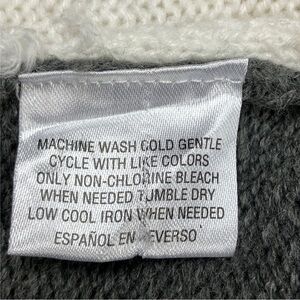 MACHINE WASH COLD GENTLE
CYCLE WITH LIKE COLORS
ONLY NON-CHLORINE BLEACH
WHEN NEEDED TUMBLE DRY
LOW COOL IRON WHEN NEEDED
ESPAÑOL EN REVERSO